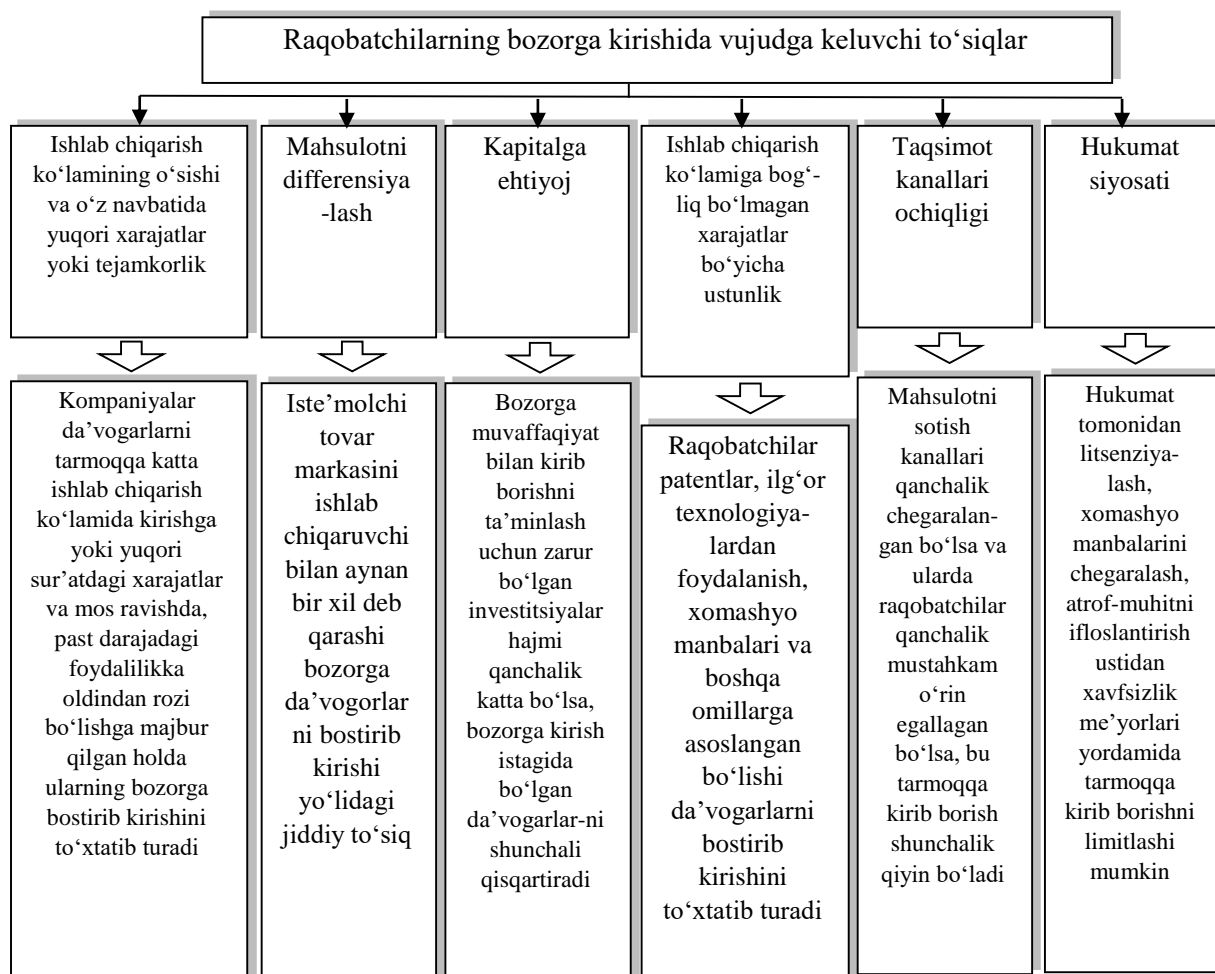 Raqobatchilarning bozorga kirishida vujudga keluvchi to‘siqlar
Ishlab chiqarish
ko‘lamining o‘sishi
va o‘z navbatida
yuqori xarajatlar
yoki tejamkorlik
Mahsulotni
differensiya
-lash
Kapitalga
ehtiyoj
Ishlab chiqarish
ko‘lamiga bog‘-
liq bo‘lmagan
xarajatlar
bo‘yicha
ustunlik
Taqsimot
kanallari
ochiqligi
Hukumat
siyosati
Kompaniyalar
da’vogarlarni
tarmoqqa katta
ishlab chiqarish
ko‘lamida kirishga
yoki yuqori
sur’atdagi xarajatlar
va mos ravishda,
past darajadagi
foydalilikka
oldindan rozi
bo‘lishga majbur
qilgan holda
ularning bozorga
bostirib kirishini
to‘xtatib turadi
Iste’molchi
tovar
markasini
ishlab
chiqaruvchi
bilan aynan
bir xil deb
qarashi
bozorga
da’vogorlar
ni bostirib
kirishi
yo‘lidagi
jiddiy to‘siq
Bozorga
muvaffaqiyat
bilan kirib
borishni
ta’minlash
uchun zarur
bo‘lgan
investitsiyalar
hajmi
qanchalik
katta bo‘lsa,
bozorga kirish
istagida
bo‘lgan
da’vogarlar-ni
shunchali
qisqartiradi
Raqobatchilar
patentlar, ilg‘or
texnologiya-
lardan
foydalanish,
xomashyo
manbalari va
boshqa
omillarga
asoslangan
bo‘lishi
da’vogarlarni
bostirib
kirishini
to‘xtatib turadi
Mahsulotni
sotish
kanallari
qanchalik
chegaralan-
gan bo‘lsa va
ularda
raqobatchilar
qanchalik
mustahkam
o‘rin
egallagan
bo‘lsa, bu
tarmoqqa
kirib borish
shunchalik
qiyin bo‘ladi
Hukumat
tomonidan
litsenziya-
lash,
xomashyo
manbalarini
chegaralash,
atrof-muhitni
ifloslantirish
ustidan
xavfsizlik
me’yorlari
yordamida
tarmoqqa
kirib borishni
limitlashi
mumkin